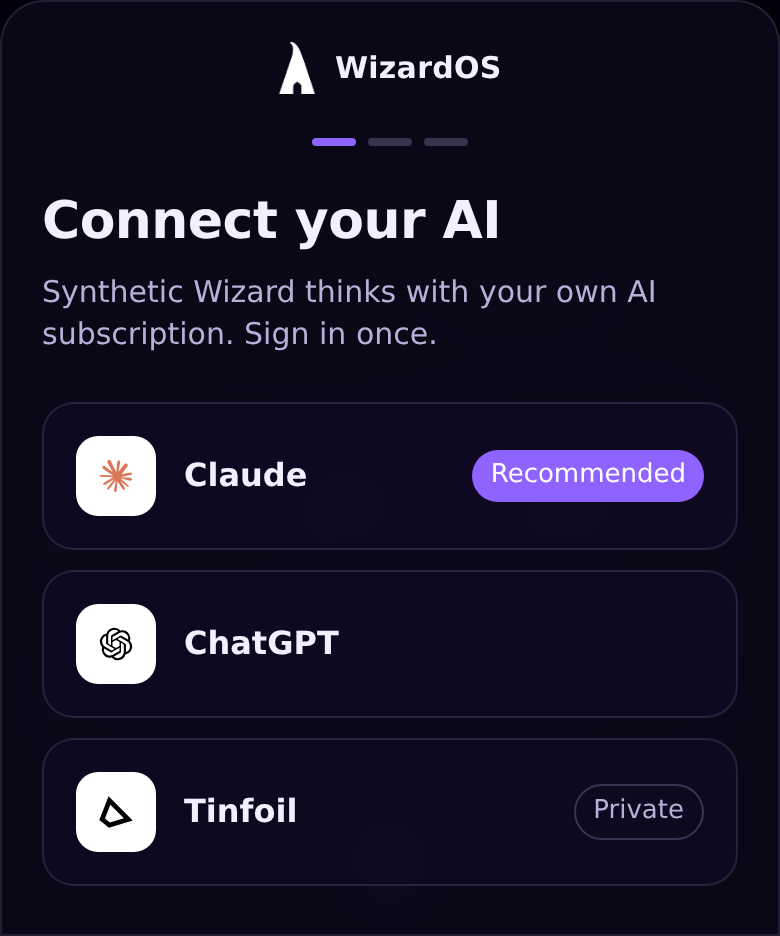 WizardOS
Connect your AI
Synthetic Wizard thinks with your own AI
subscription. Sign in once.
Claude
Recommended
ChatGPT
Tinfoil
Private